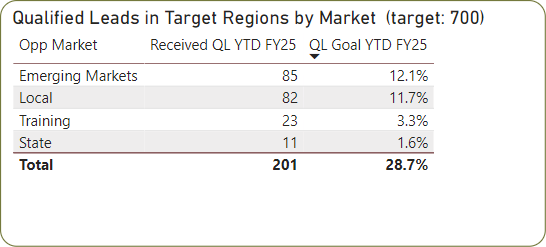 Qualified Leads in Target Regions by Market (target: 700)
Opp Market Received QL YTD FY25 QL Goal YTD FY25
Emerging Markets 85 12.1%
Local 82 11.7%
Training 23 3.3%
State 11 1.6%
Total 201 28.7%